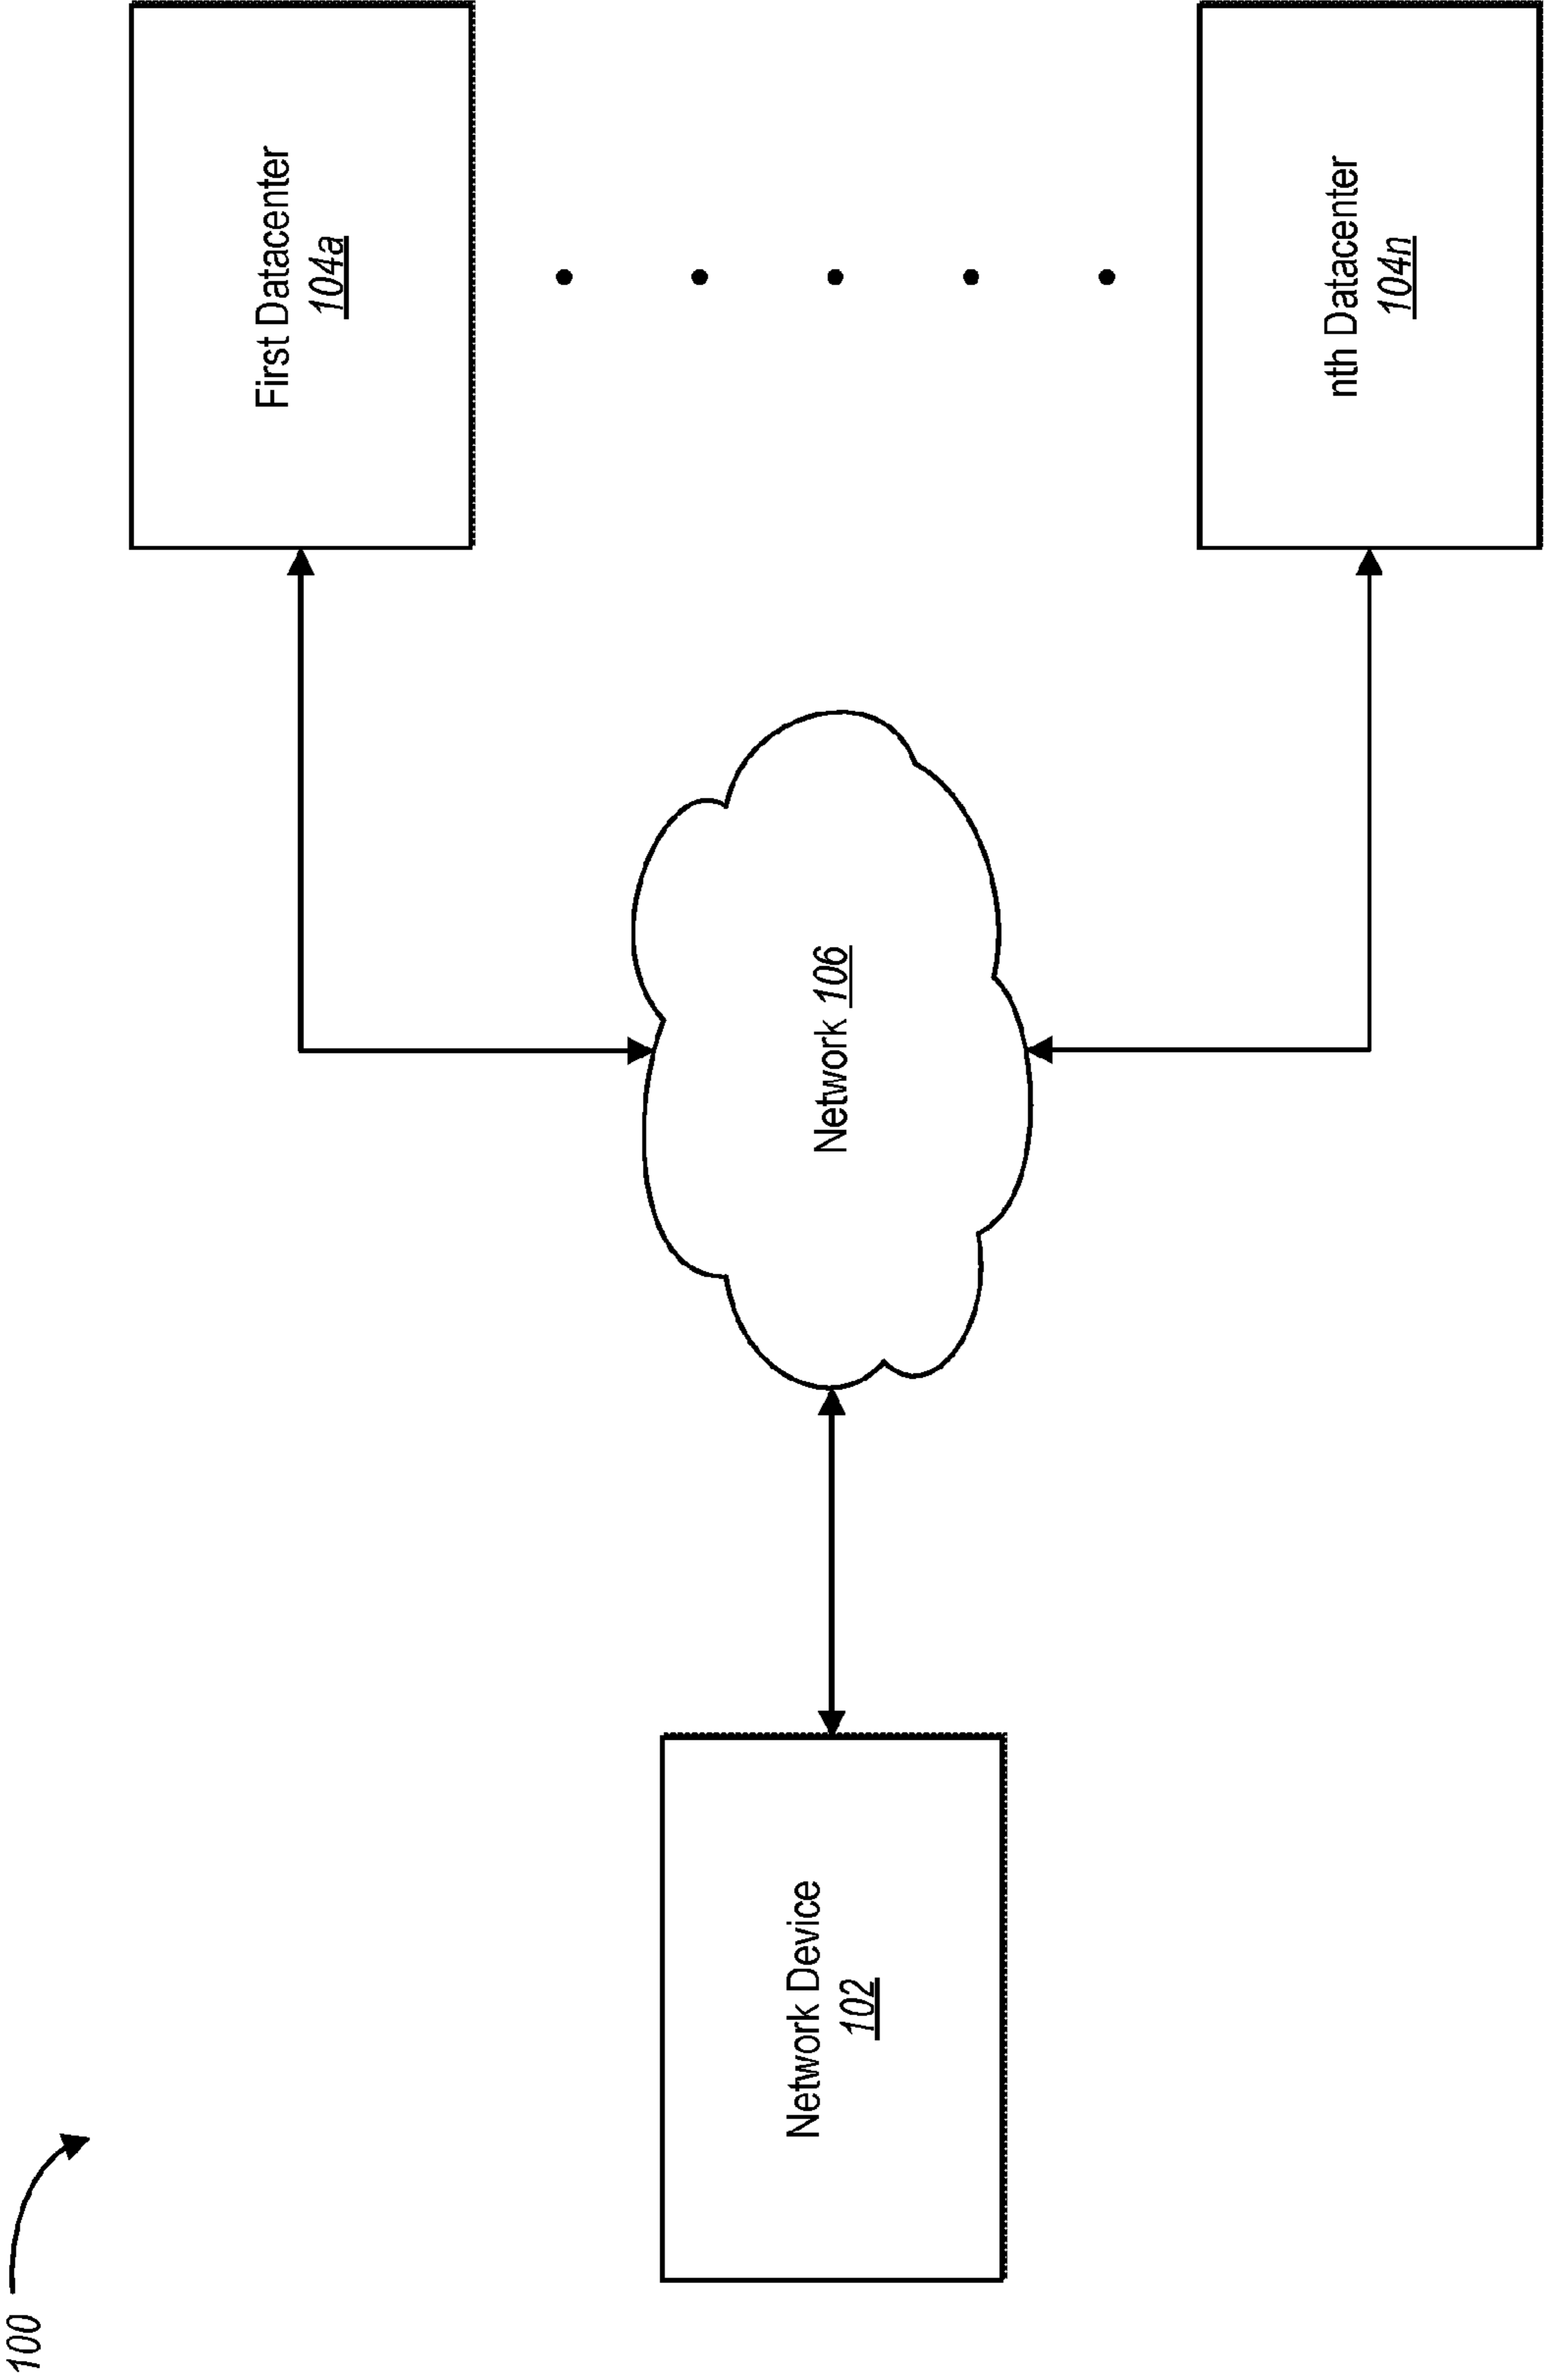 100
Network Device
102
Network 106
First Datacenter
104a
nth Datacenter
104n